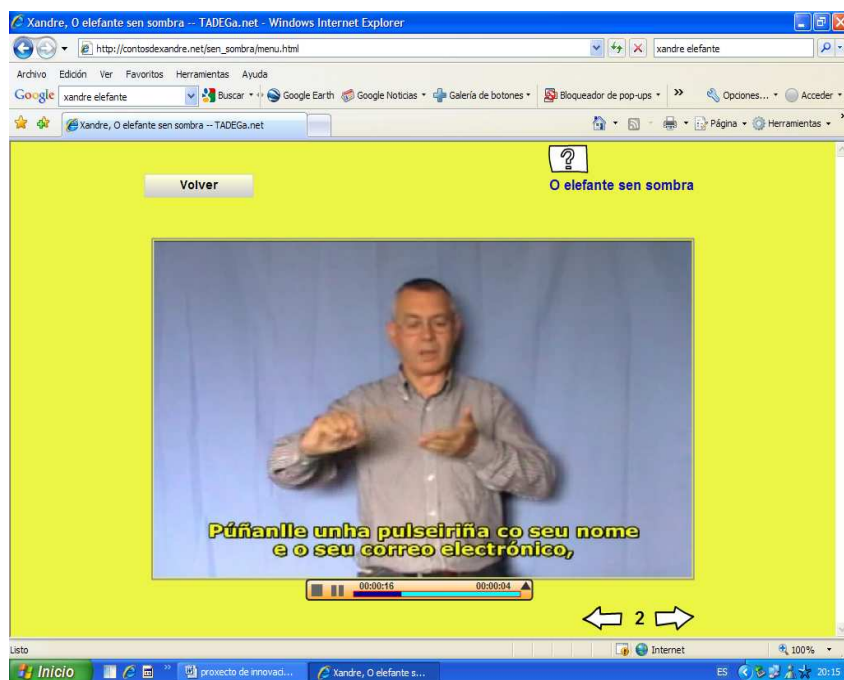 Xandre, O elefante sen sombra -- TADEGa.net - Windows Internet Explorer
http://contosdexandre.net/sen_sombra/menu.html
xandre elefante
Archivo Edición Ver Favoritos Herramientas Ayuda
Google xandre elefante Buscar Google Earth Google Noticias Galería de botones Bloqueador de pop-ups Opciones... Acceder
Xandre, O elefante sen sombra -- TADEGa.net Página Herramientas
?
Volver
O elefante sen sombra
Púñanlle unha pulseiriña co seu nome
e o seu correo electrónico,
00:00:16 00:00:04
2
Listo Internet 100%
Inicio proxecto de innovaci... Xandre, O elefante s... ES 20:15